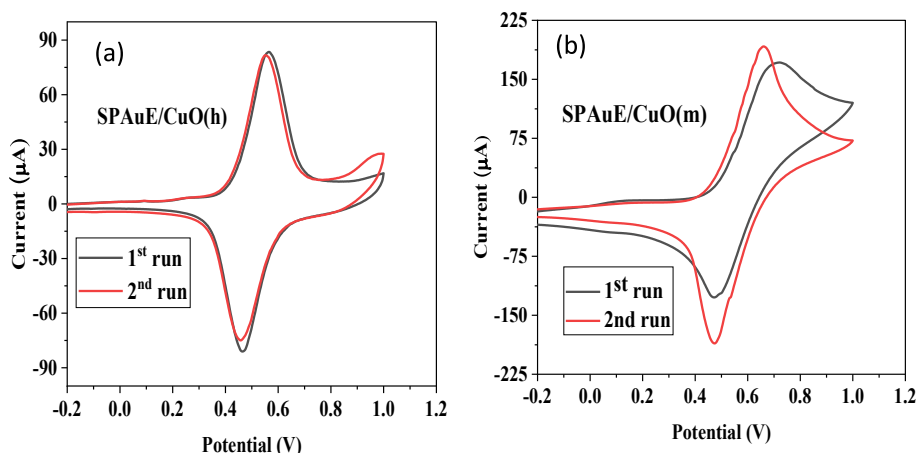 (a)
SPAuE/CuO(h)
Current (μA)
90
60
30
0
-30
-60
-90
1st run
2nd run
-0.2 0.0 0.2 0.4 0.6 0.8 1.0 1.2
Potential (V)
(b)
SPAuE/CuO(m)
Current (μA)
225
150
75
0
-75
-150
-225
1st run
2nd run
-0.2 0.0 0.2 0.4 0.6 0.8 1.0 1.2
Potential (V)